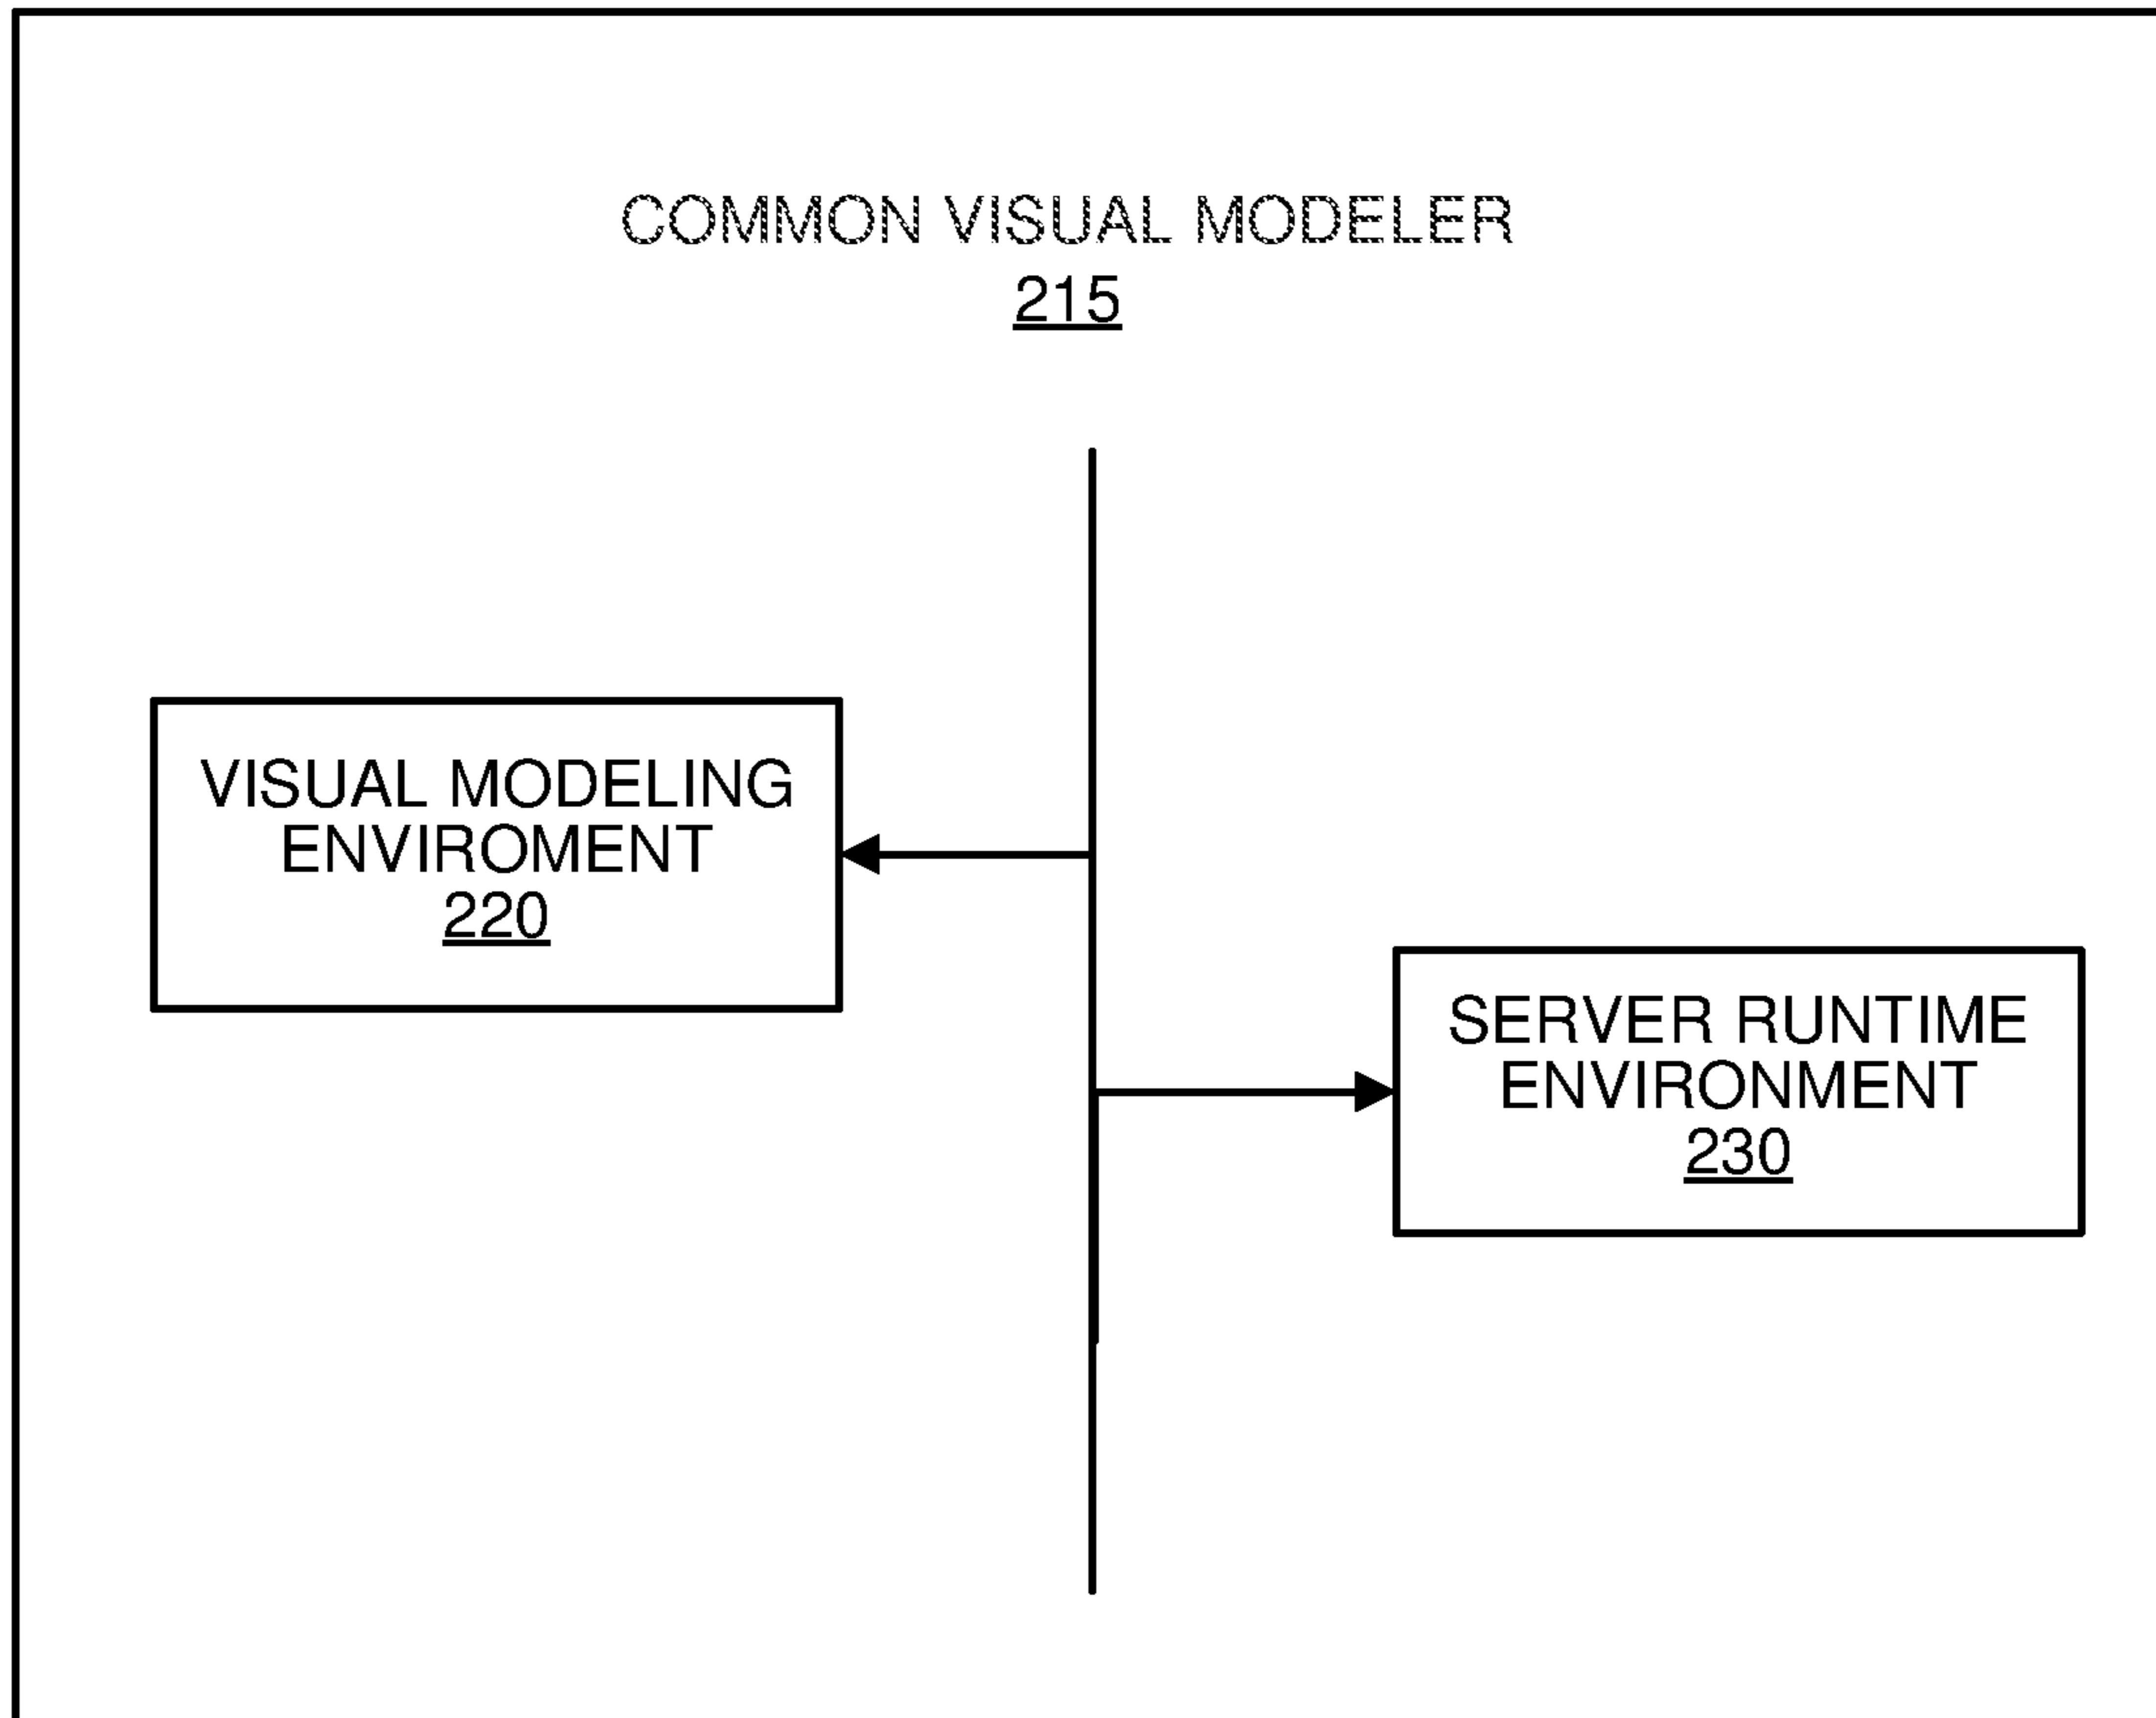 COMMON VISUAL MODELER
215
VISUAL MODELING
ENVIROMENT
220
SERVER RUNTIME
ENVIRONMENT
230